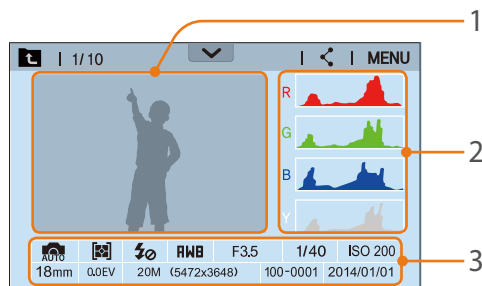 1
1/10 MENU
R
G
2
B
Y
AUTO AWB F3.5 1/40 ISO 200
3
18mm 0.0EV 20M (5472x3648) 100-0001 2014/01/01